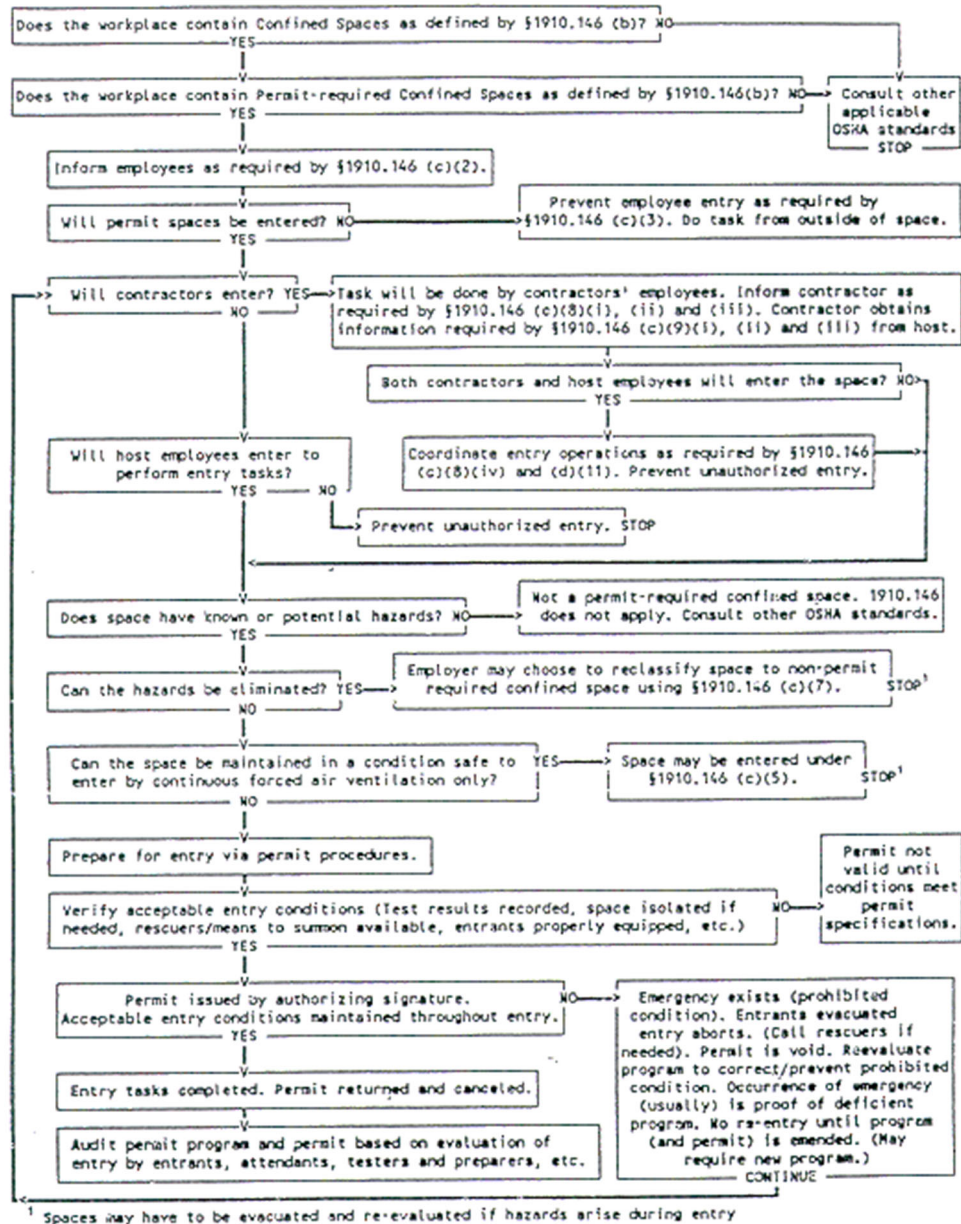 Does the workplace contain Confined Spaces as defined by §1910.146 (b)? NO
YES
Does the workplace contain Permit-required Confined Spaces as defined by §1910.146(b)? NO
YES
Consult other
applicable
OSHA standards
STOP
Inform employees as required by §1910.146 (c)(2).
Will permit spaces be entered? NO
YES
Prevent employee entry as required by
§1910.146 (c)(3). Do task from outside of space.
Will contractors enter? YES
NO
Task will be done by contractors' employees. Inform contractor as
required by §1910.146 (c)(8)(i), (ii) and (iii). Contractor obtains
information required by §1910.146 (c)(9)(i), (ii) and (iii) from host.
Both contractors and host employees will enter the space? NO
YES
Coordinate entry operations as required by §1910.146
(c)(8)(iv) and (d)(11). Prevent unauthorized entry.
Will host employees enter to
perform entry tasks?
YES NO
Prevent unauthorized entry. STOP
Does space have known or potential hazards? NO
YES
Not a permit-required confined space. 1910.146
does not apply. Consult other OSHA standards.
Can the hazards be eliminated? YES
NO
Employer may choose to reclassify space to non-permit
required confined space using §1910.146 (c)(7). STOP¹
Can the space be maintained in a condition safe to
enter by continuous forced air ventilation only?
YES
NO
Space may be entered under
§1910.146 (c)(5). STOP¹
Prepare for entry via permit procedures.
Verify acceptable entry conditions (Test results recorded, space isolated if
needed, rescuers/means to summon available, entrants properly equipped, etc.)
NO
YES
Permit not
valid until
conditions meet
permit
specifications.
Permit issued by authorizing signature.
Acceptable entry conditions maintained throughout entry.
NO
YES
Emergency exists (prohibited
condition). Entrants evacuated
entry aborts. (Call rescuers if
needed). Permit is void. Reevaluate
program to correct/prevent prohibited
condition. Occurrence of emergency
(usually) is proof of deficient
program. No re-entry until program
(and permit) is emended. (May
require new program.)
CONTINUE
Entry tasks completed. Permit returned and canceled.
Audit permit program and permit based on evaluation of
entry by entrants, attendants, testers and preparers, etc.
¹ Spaces may have to be evacuated and re-evaluated if hazards arise during entry